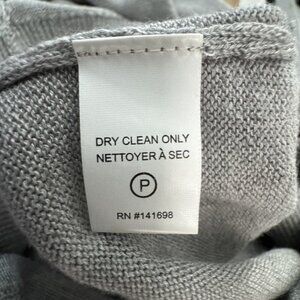 DRY CLEAN ONLY
NETTOYER À SEC
P
RN #141698